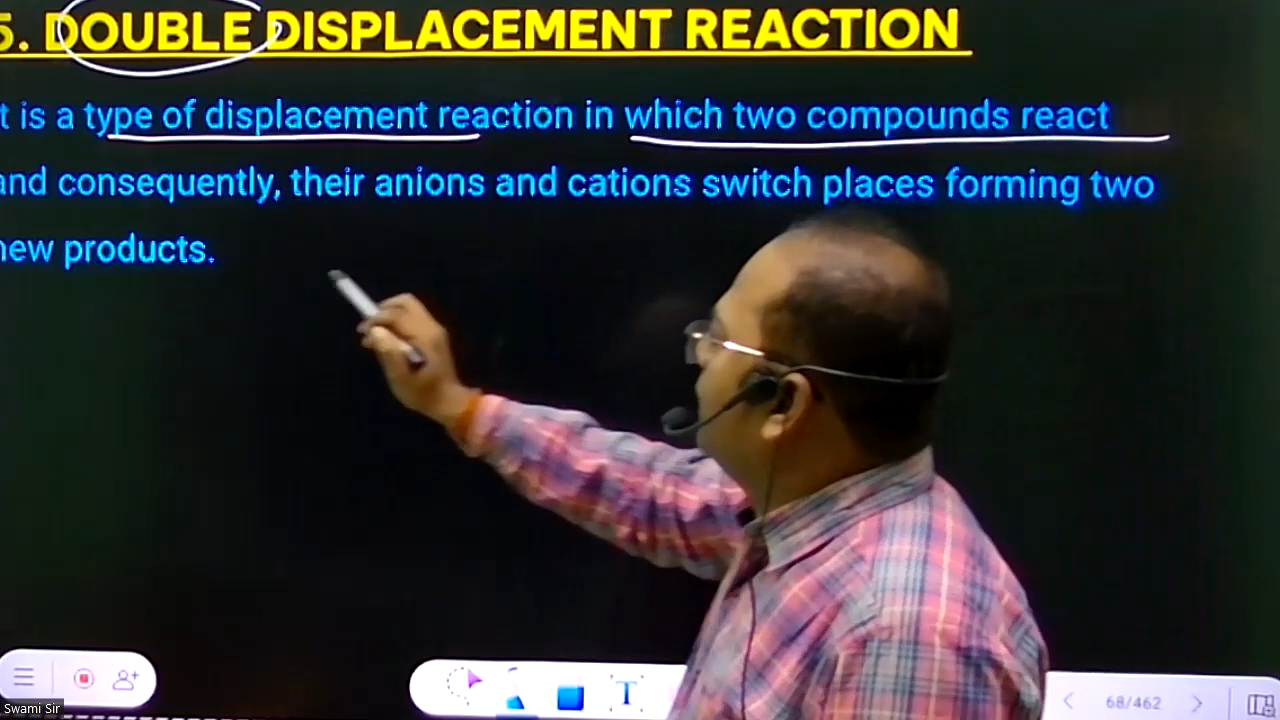 5. DOUBLE DISPLACEMENT REACTION
t is a type of displacement reaction in which two compounds react
and consequently, their anions and cations switch places forming two
new products.
T
68/462
Swami Sir